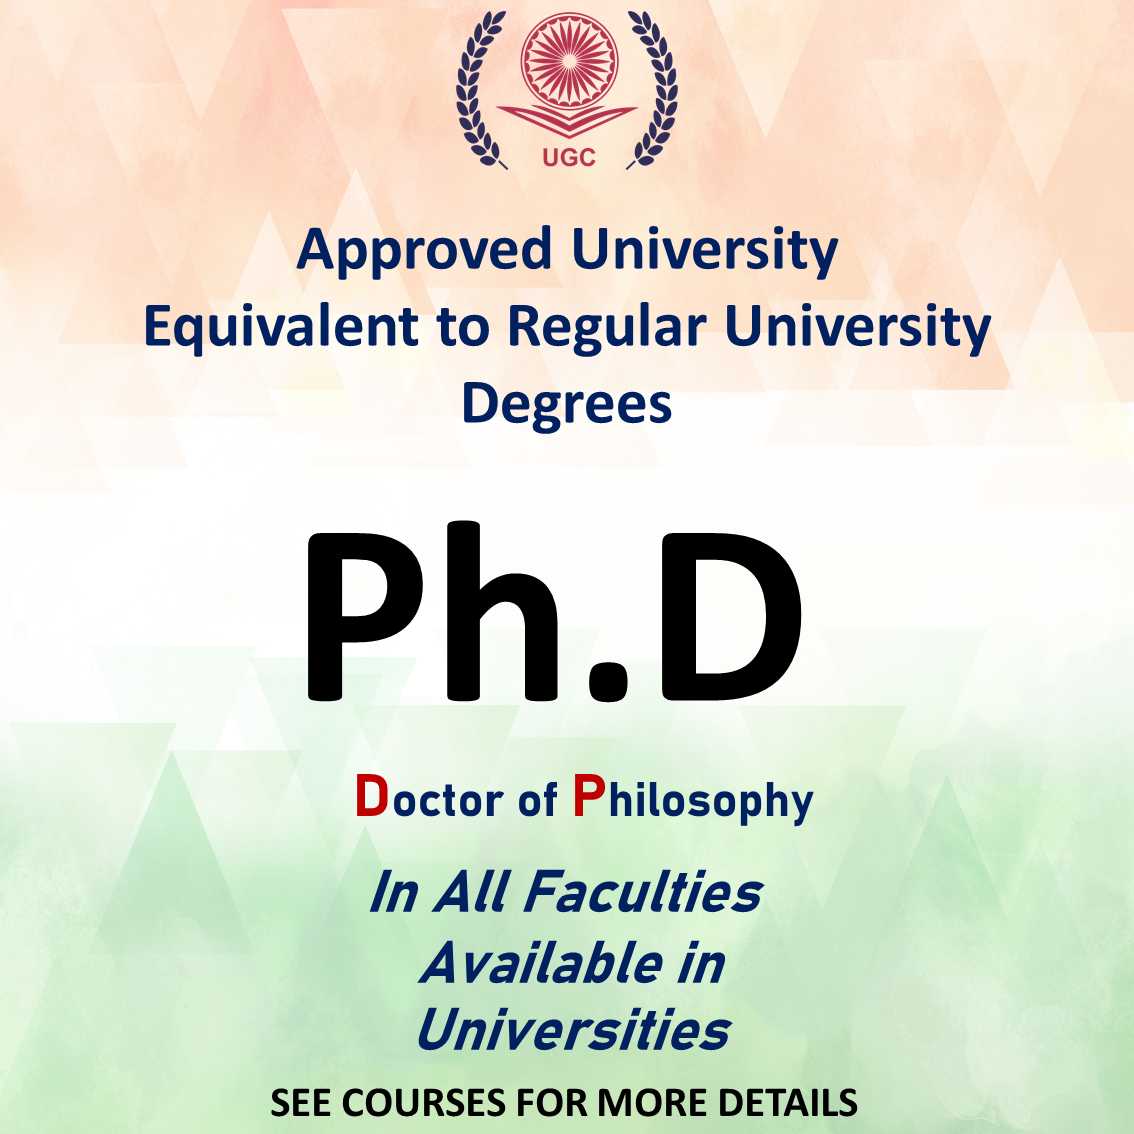 UGC
Approved University
Equivalent to Regular University
Degrees
Ph.D
Doctor of Philosophy
In All Faculties
Available in
Universities
SEE COURSES FOR MORE DETAILS